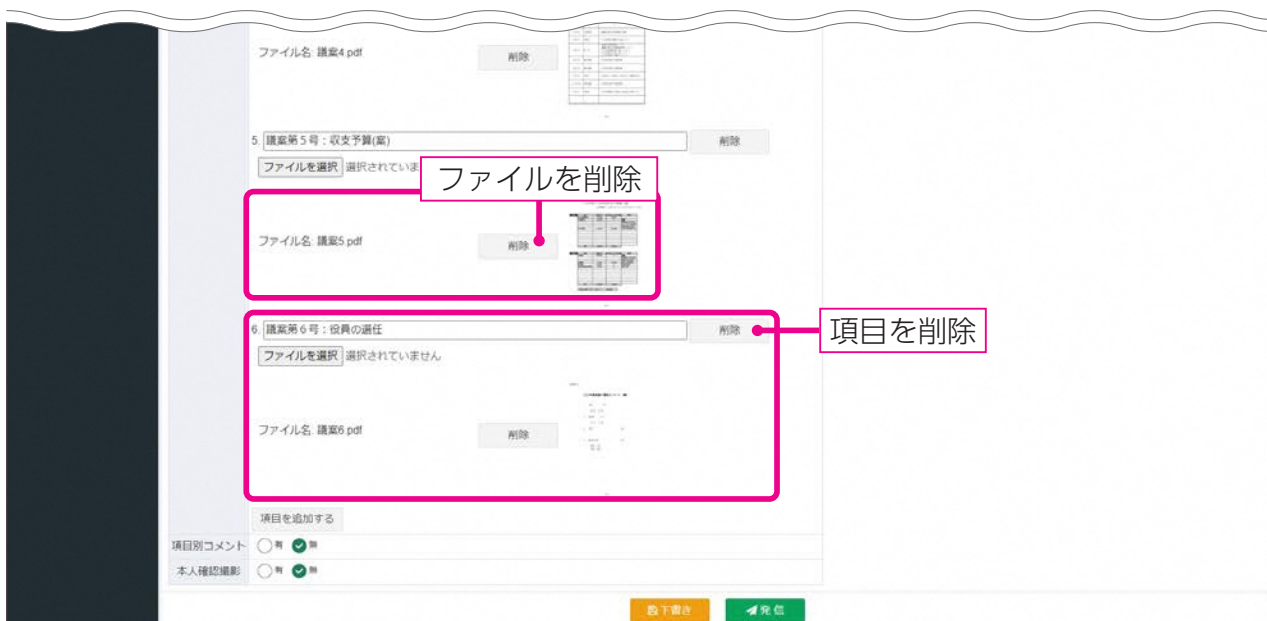 ファイル名: 議案4.pdf
削除
5. 議案第5号：収支予算(案)
削除
ファイルを選択 選択されていま
ファイルを削除
ファイル名: 議案5.pdf
削除
6. 議案第6号：役員の選任
削除
項目を削除
ファイルを選択 選択されていません
ファイル名: 議案6.pdf
削除
項目を追加する
項目別コメント 有 無
本人確認撮影 有 無
下書き
発信